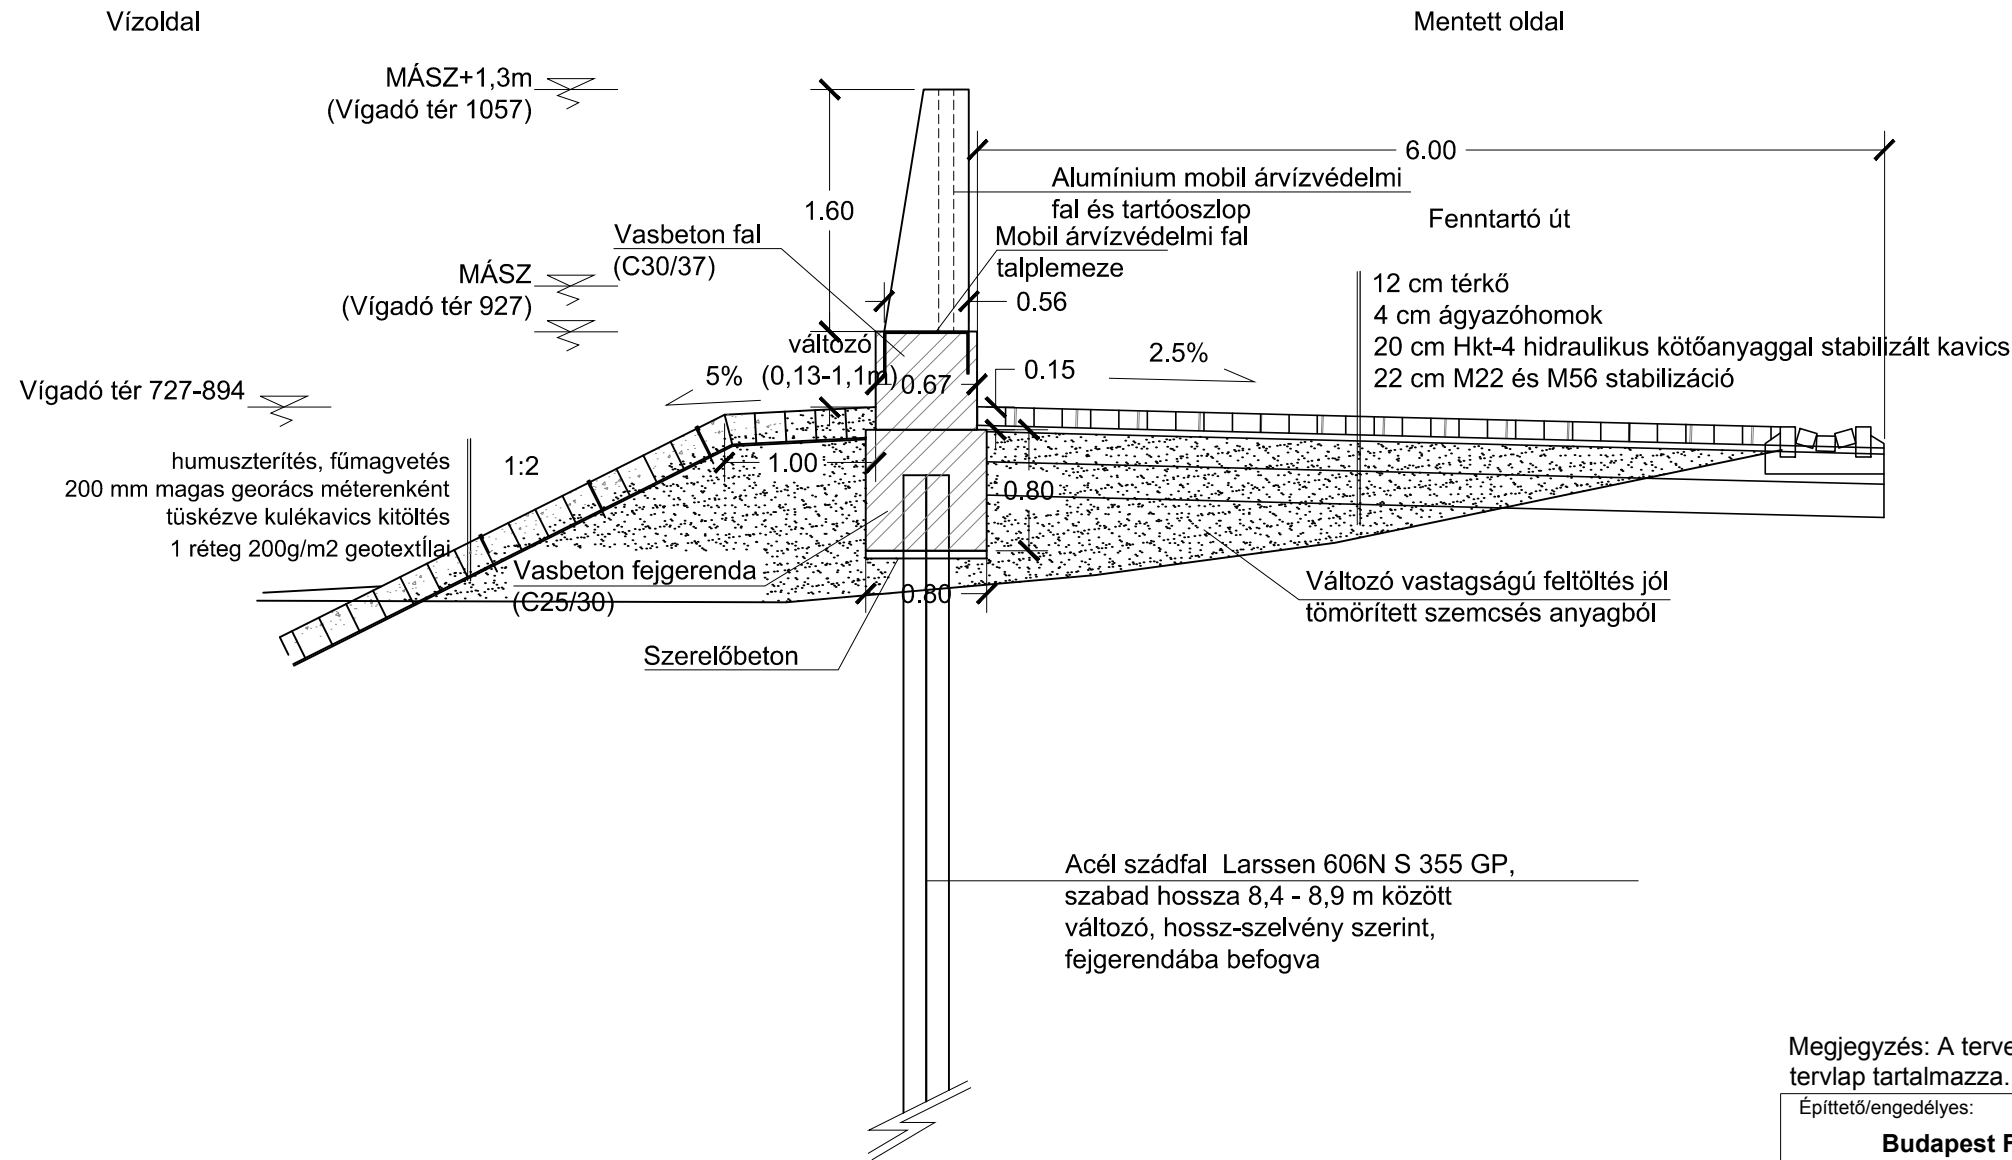 Vízoldal
Mentett oldal
MÁSZ+1,3m
(Vígadó tér 1057)
6.00
Alumínium mobil árvízvédelmi
fal és tartóoszlop
1.60
Fenntartó út
Vasbeton fal
(C30/37)
Mobil árvízvédelmi fal
talplemeze
MÁSZ
(Vígadó tér 927)
0.56
12 cm térkő
4 cm ágyazóhomok
20 cm Hkt-4 hidraulikus kötőanyaggal stabilizált kavics
22 cm M22 és M56 stabilizáció
változó
(0,13-1,1m)
5%
0.67
0.15
2.5%
Vígadó tér 727-894
humuszterítés, fűmagvetés
200 mm magas georács méterenként
tüskézve kulékavics kitöltés
1 réteg 200g/m2 geotextÍlai
1:2
1.00
0.80
Vasbeton fejgerenda
(C25/30)
0.80
Változó vastagságú feltöltés jól
tömörített szemcsés anyagból
Szerelőbeton
Acél szádfal Larssen 606N S 355 GP,
szabad hossza 8,4 - 8,9 m között
változó, hossz-szelvény szerint,
fejgerendába befogva
Megjegyzés: A terve
tervlap tartalmazza.
Építtető/engedélyes:
Budapest F